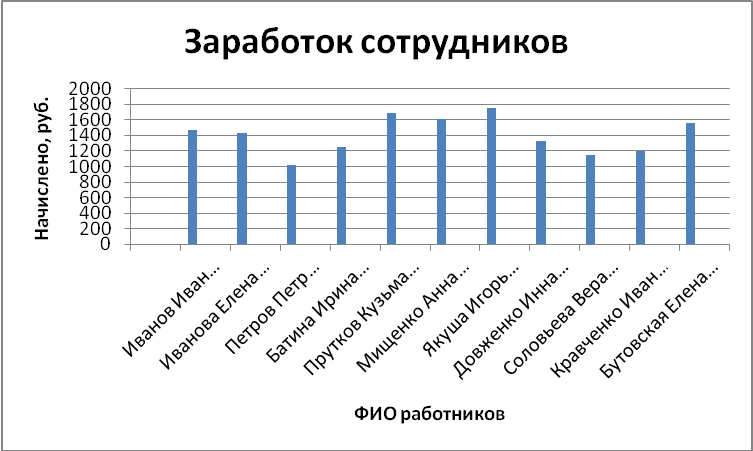 Заработок сотрудников
Начислено, руб.
2000
1800
1600
1400
1200
1000
800
600
400
200
0
Иванов Иван ...
Иванова Елена...
Петров Петр...
Батина Ирина...
Прутков Кузьма...
Мищенко Анна...
Якуша Игорь...
Довженко Инна...
Соловьева Вера...
Кравченко Иван...
Бутовская Елена...
ФИО работников